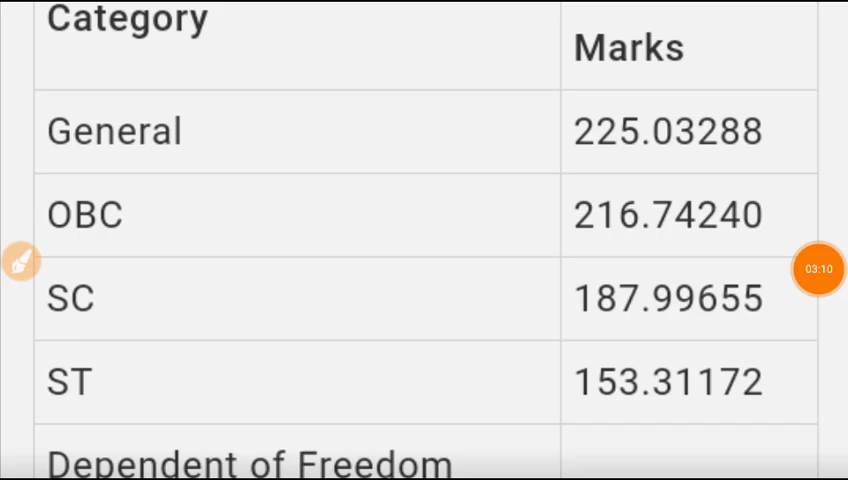 Category
Marks
General 225.03288
OBC 216.74240
SC 187.99655
ST 153.31172
Dependent of Freedom
03:10